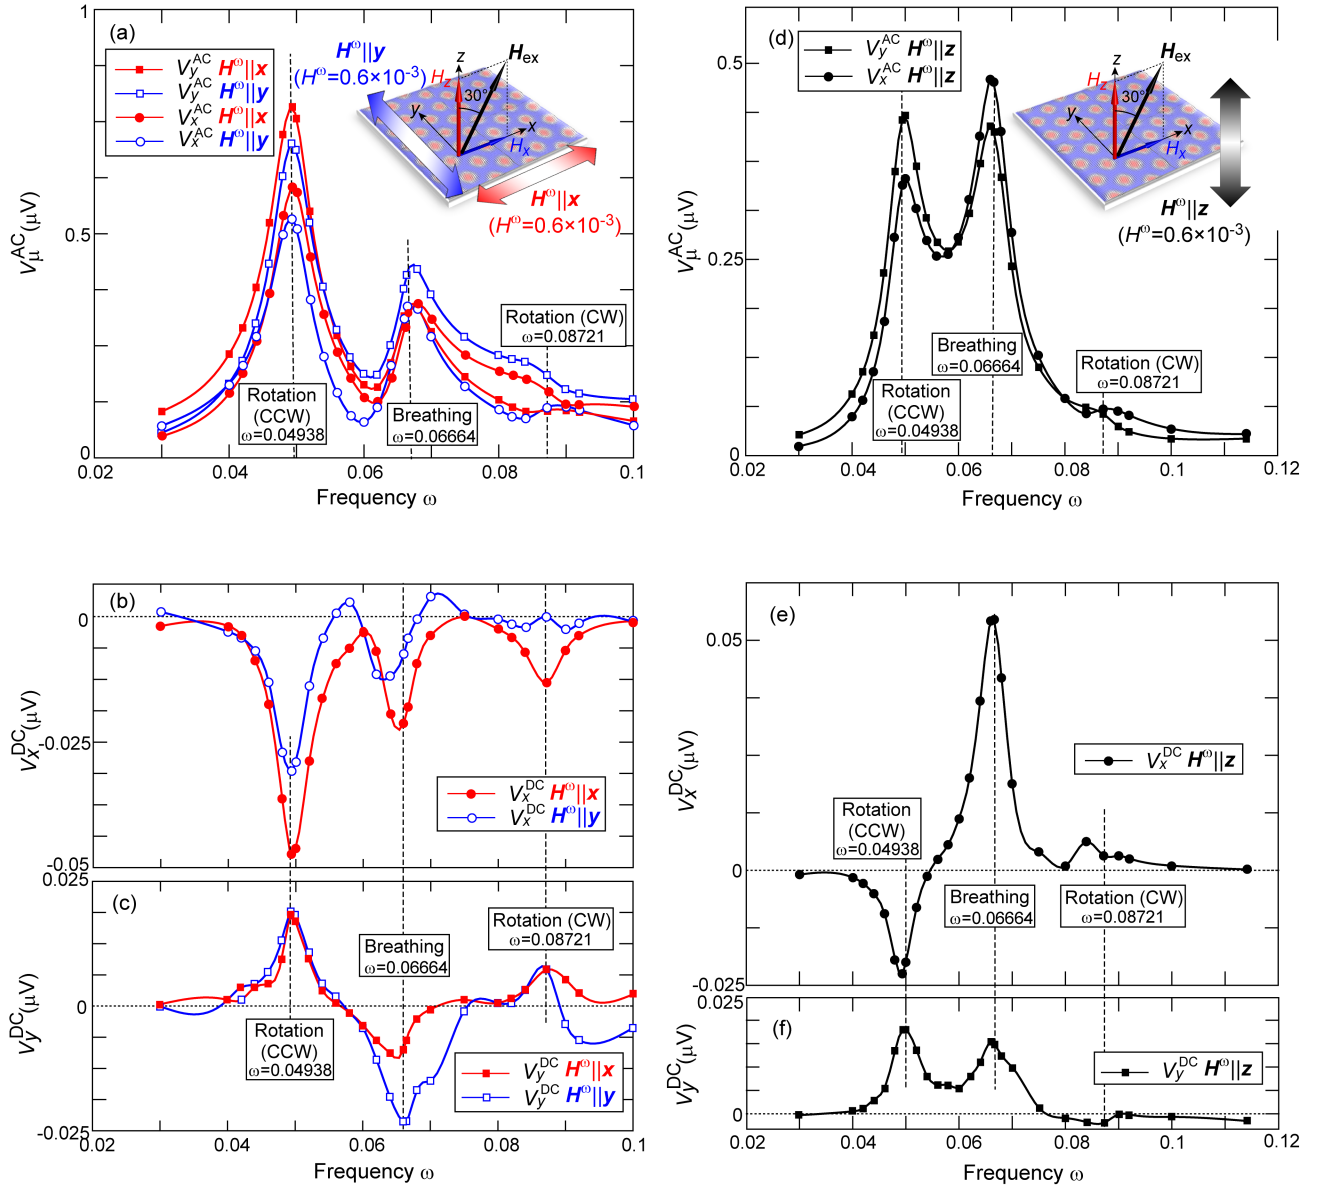 (a)
V_y^AC H^ω||x
V_y^AC H^ω||y
V_x^AC H^ω||x
V_x^AC H^ω||y
H^ω||y
(H^ω=0.6×10^-3)
z
H_ex
H_z
30°
y
x
H_x
H^ω||x
(H^ω=0.6×10^-3)
Rotation (CW)
ω=0.08721
Rotation
(CCW)
ω=0.04938
Breathing
ω=0.06664
1
0.5
0
V_μ^AC (μV)
0.02
0.04
0.06
0.08
0.1
Frequency ω
(d)
V_y^AC H^ω||z
V_x^AC H^ω||z
z
H_ex
H_z
30°
y
x
H_x
H^ω||z
(H^ω=0.6×10^-3)
Breathing
ω=0.06664
Rotation (CW)
ω=0.08721
Rotation
(CCW)
ω=0.04938
0.5
0.25
0
V_μ^AC (μV)
0.02
0.04
0.06
0.08
0.1
0.12
Frequency ω
(b)
0
-0.025
-0.05
V_x^DC (μV)
V_x^DC H^ω||x
V_x^DC H^ω||y
(c)
0.025
0
-0.025
V_y^DC (μV)
Rotation (CW)
ω=0.08721
Breathing
ω=0.06664
Rotation
(CCW)
ω=0.04938
V_y^DC H^ω||x
V_y^DC H^ω||y
0.02
0.04
0.06
0.08
0.1
Frequency ω
(e)
0.05
0
-0.025
V_x^DC (μV)
V_x^DC H^ω||z
Rotation
(CCW)
ω=0.04938
Breathing
ω=0.06664
Rotation (CW)
ω=0.08721
(f)
0.025
0
V_y^DC (μV)
V_y^DC H^ω||z
0.02
0.04
0.06
0.08
0.1
0.12
Frequency ω